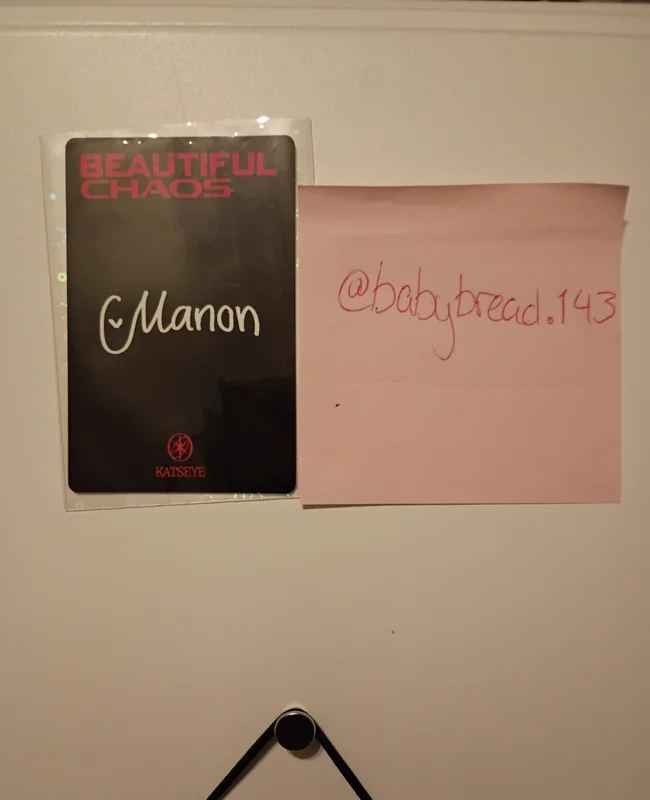 BEAUTIFUL
CHAOS
Manon
KATSEYE
@babybread.143